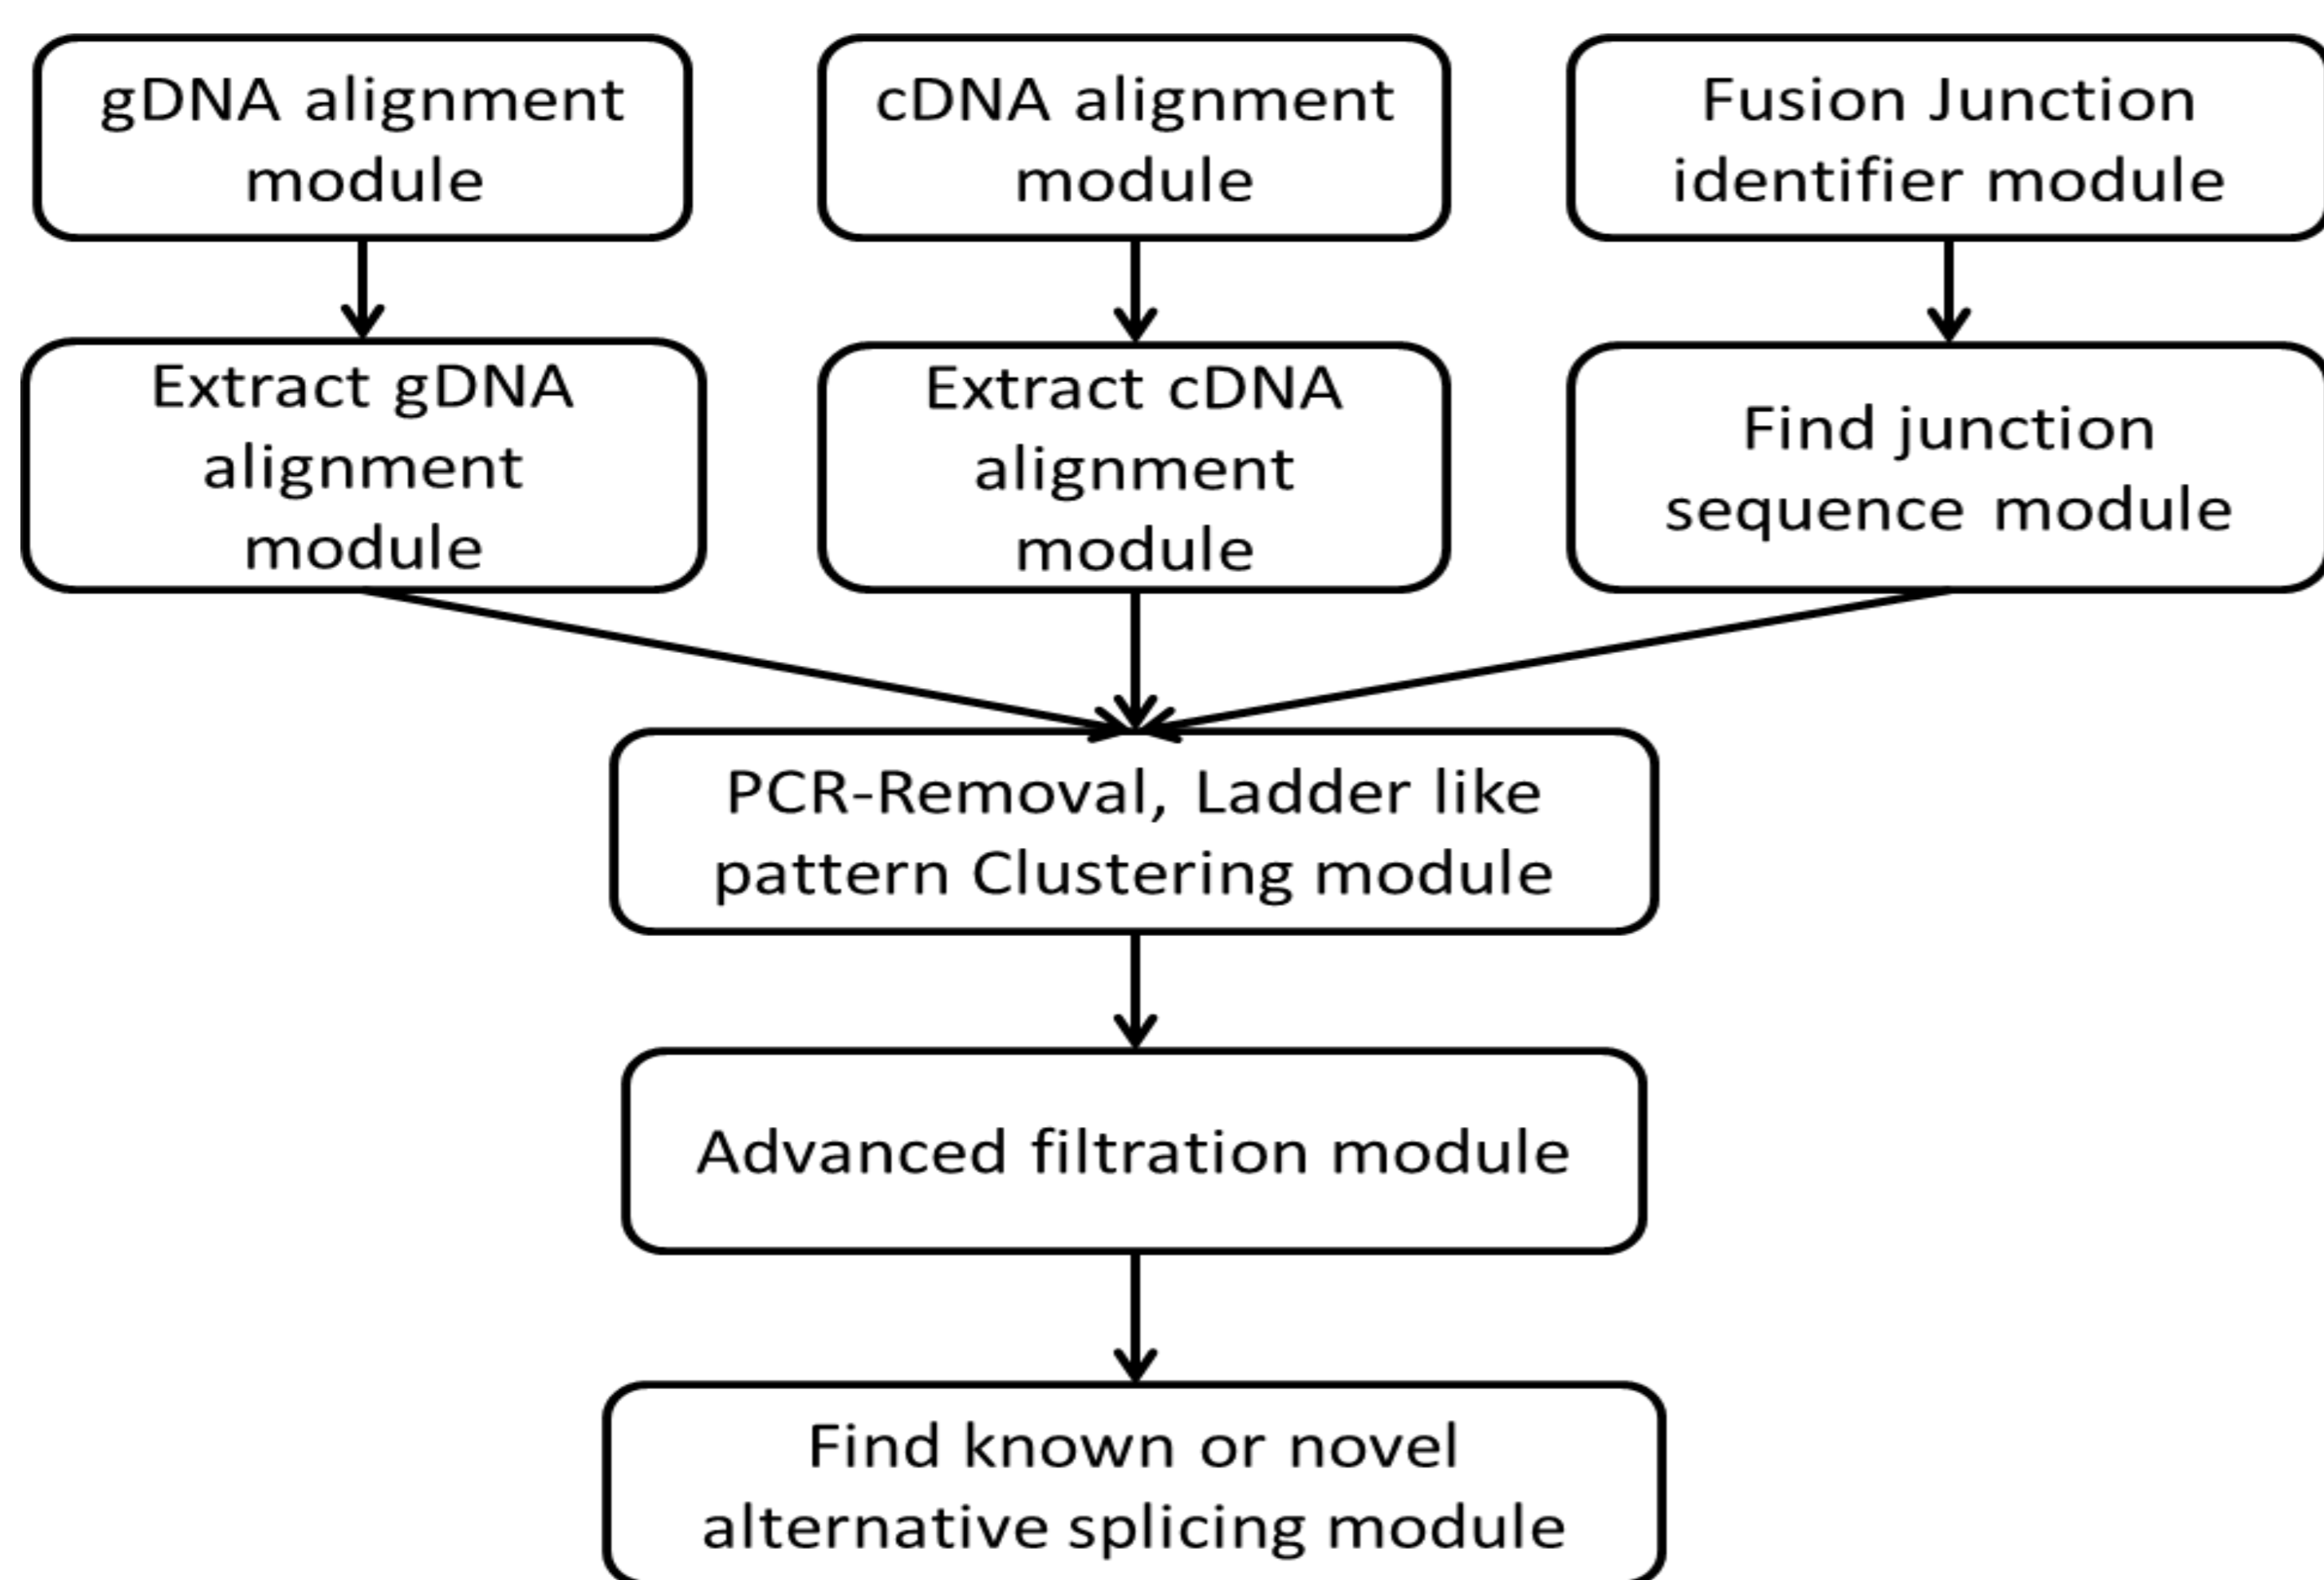 gDNA alignment
module
cDNA alignment
module
Fusion Junction
identifier module
Extract gDNA
alignment
module
Extract cDNA
alignment
module
Find junction
sequence module
PCR-Removal, Ladder like
pattern Clustering module
Advanced filtration module
Find known or novel
alternative splicing module